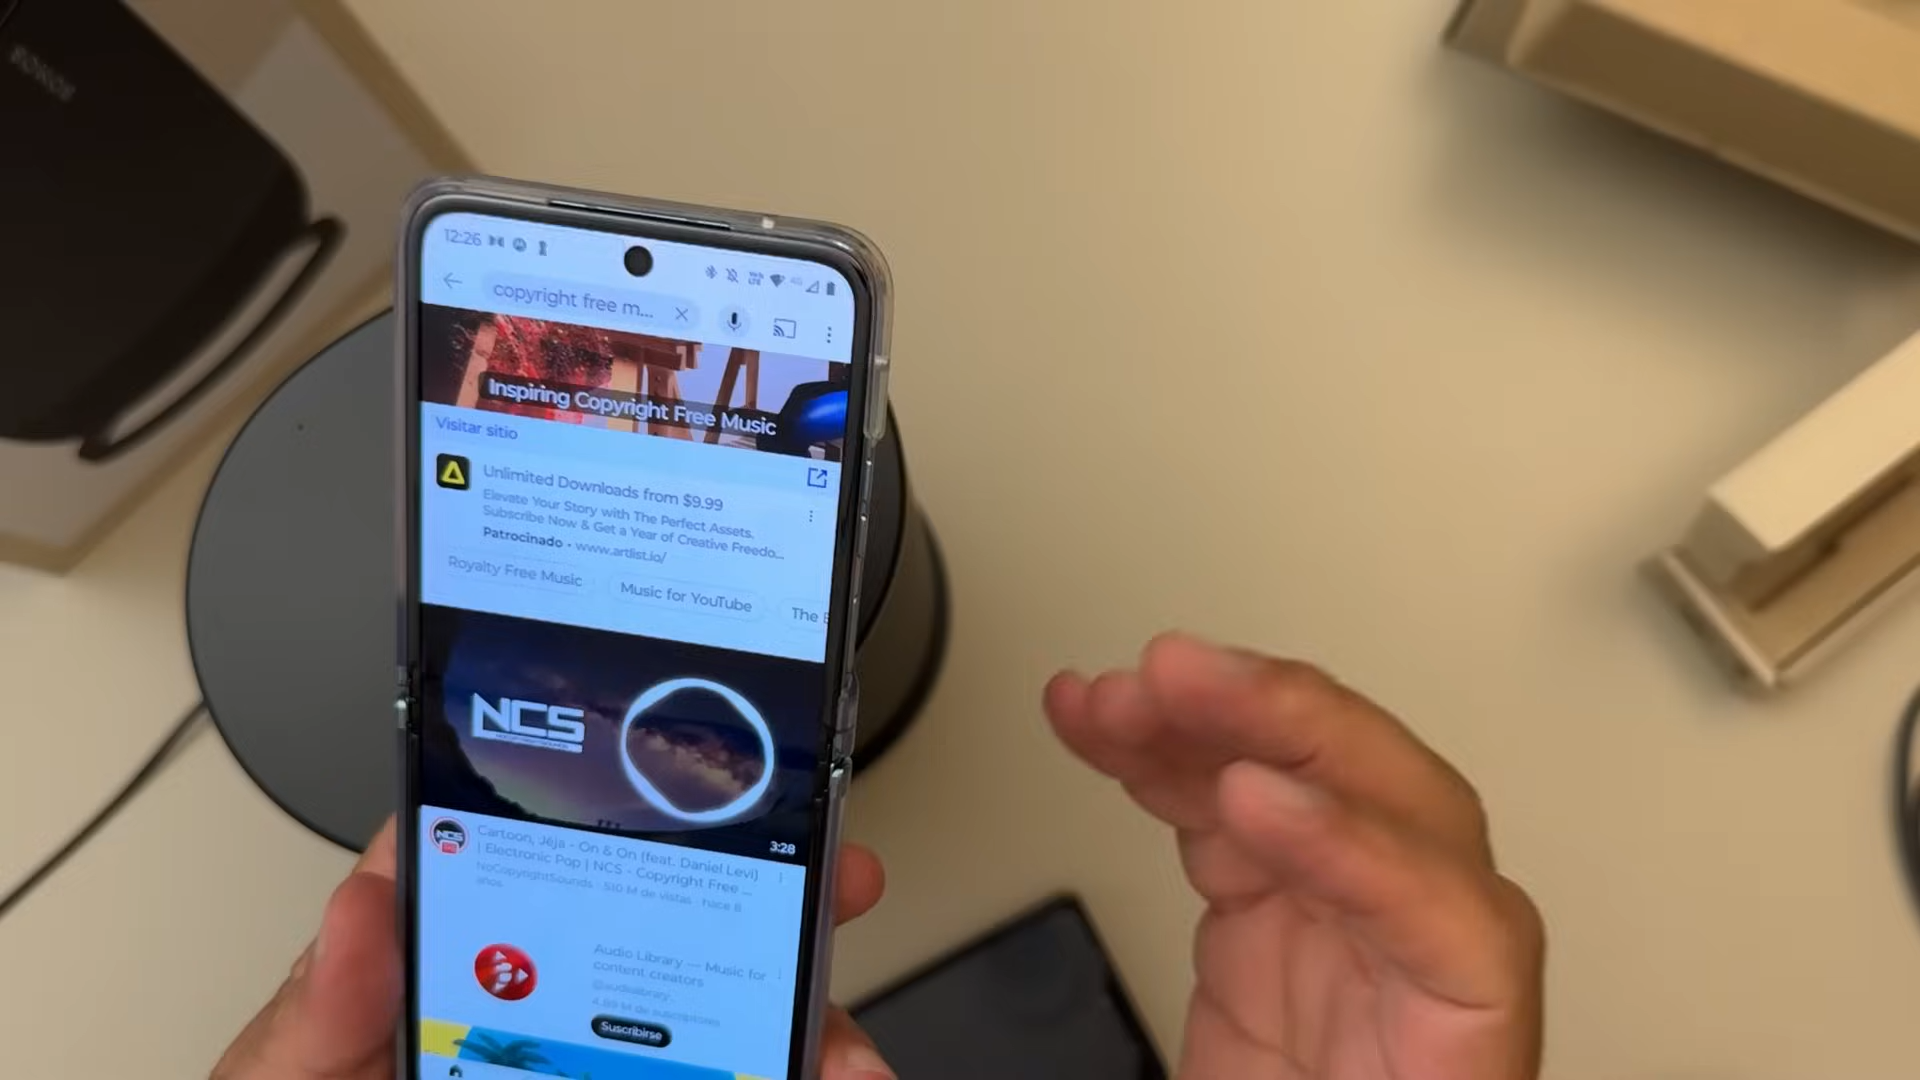 SONOS
12:26
copyright free m...
Inspiring Copyright Free Music
Visitar sitio
Unlimited Downloads from $9.99
Elevate Your Story with The Perfect Assets.
Subscribe Now & Get a Year of Creative Freedo...
Patrocinado - www.artlist.io/
Royalty Free Music
Music for YouTube
The
NCS
3:28
NCS
Cartoon, Jéja - On & On (feat. Daniel Levi)
| Electronic Pop | NCS - Copyright Free ...
NoCopyrightSounds · 510 M de vistas · hace 8
años
Audio Library — Music for
content creators
@audiolibrary_
4.89 M de suscriptores
Suscribirse